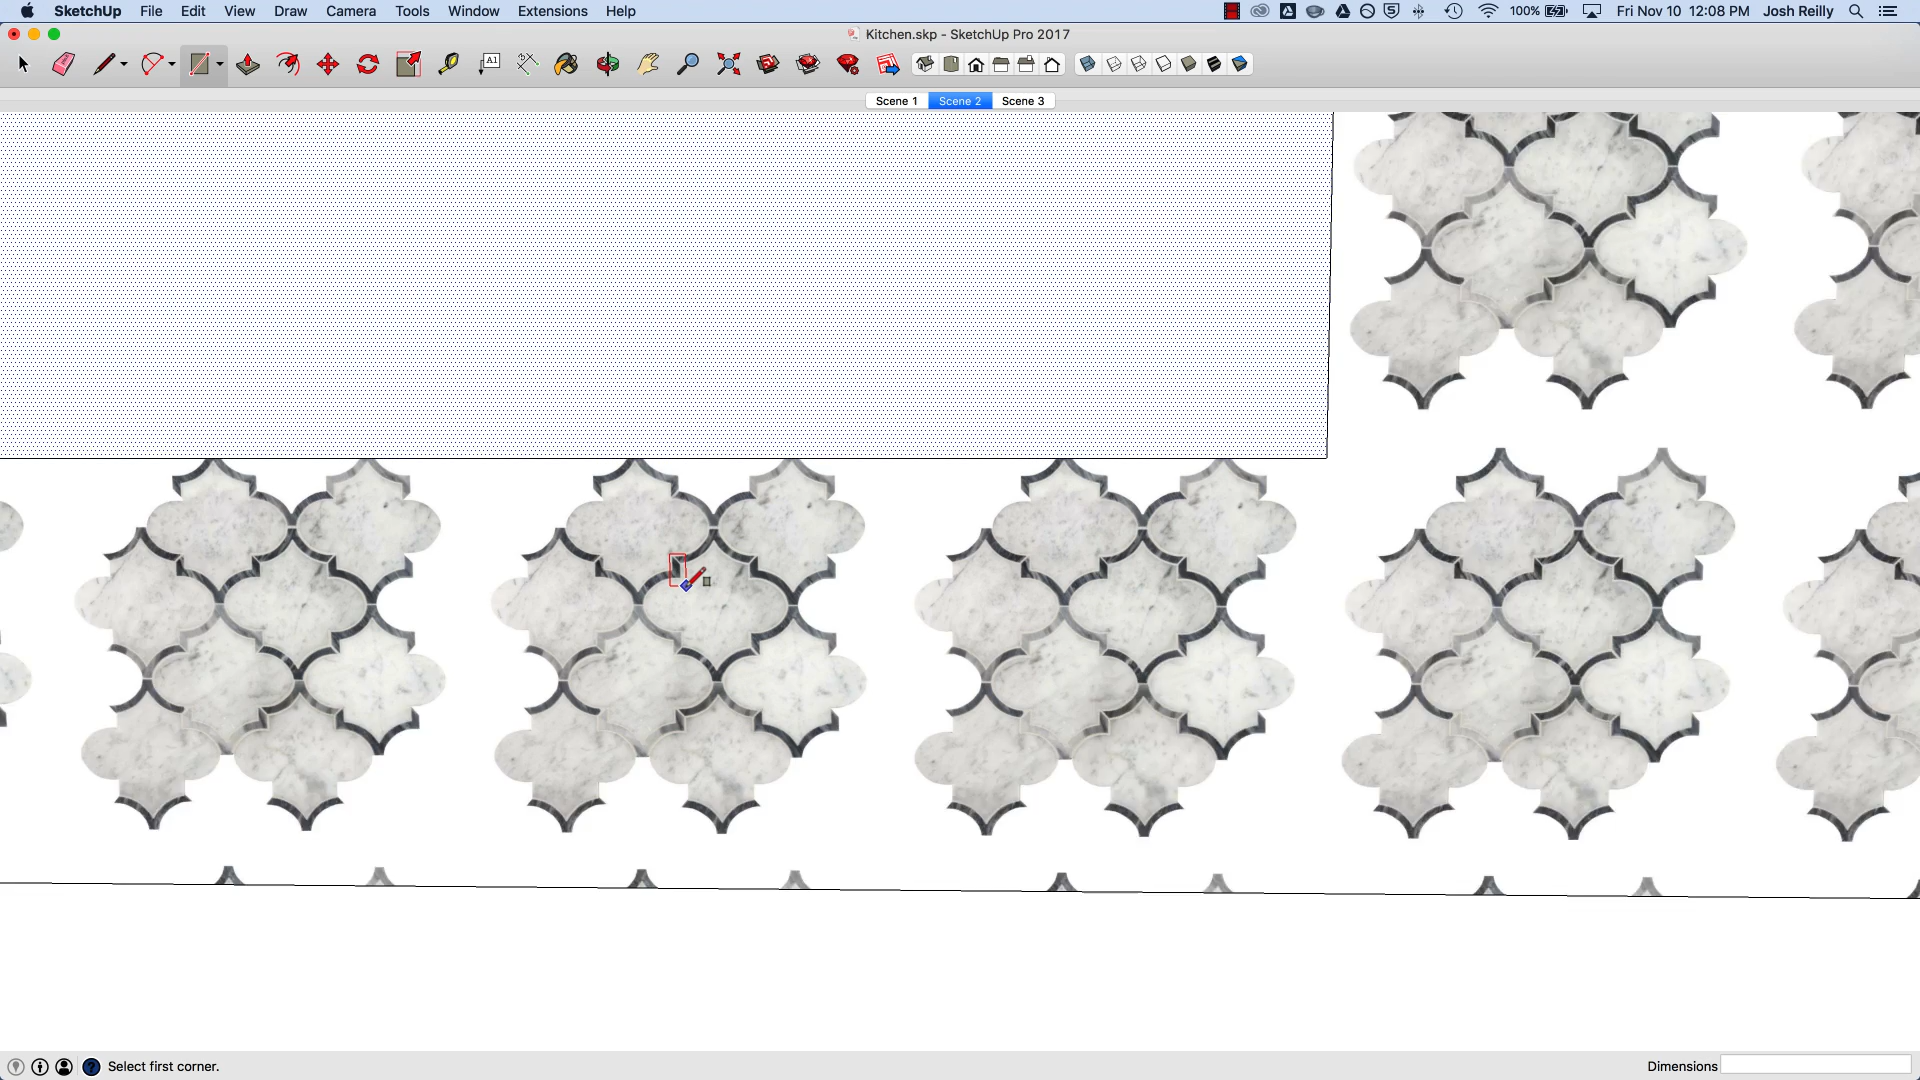 SketchUp File Edit View Draw Camera Tools Window Extensions Help 100% Fri Nov 10 12:08 PM Josh Reilly
Kitchen.skp - SketchUp Pro 2017
A1
Scene 1 Scene 2 Scene 3
Select first corner. Dimensions